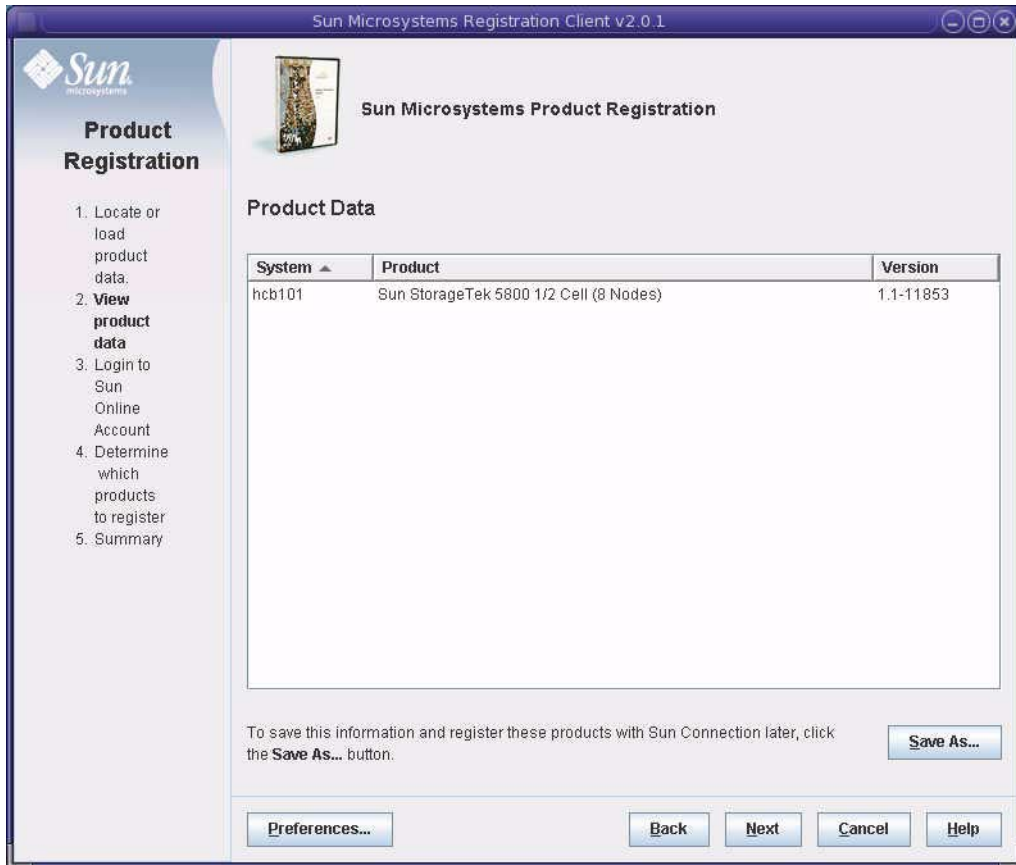 Sun Microsystems Registration Client v2.0.1
Sun
microsystems
Product
Registration
1. Locate or
load
product
data.
2. View
product
data
3. Login to
Sun
Online
Account
4. Determine
which
products
to register
5. Summary
Sun Microsystems Product Registration
Product Data
System Product Version
hcb101 Sun StorageTek 5800 1/2 Cell (8 Nodes) 1.1-11853
To save this information and register these products with Sun Connection later, click
the Save As... button.
Save As...
Preferences... Back Next Cancel Help